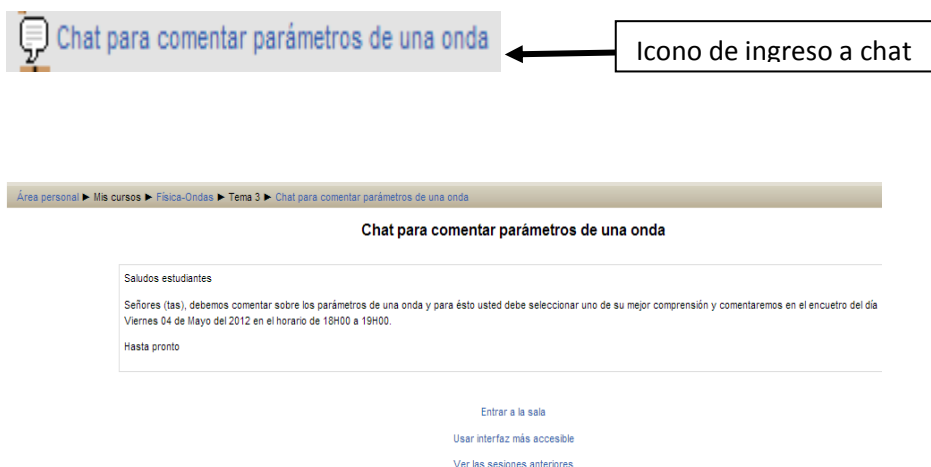 Chat para comentar parámetros de una onda
Icono de ingreso a chat
Área personal ► Mis cursos ► Física-Ondas ► Tema 3 ► Chat para comentar parámetros de una onda
Chat para comentar parámetros de una onda
Saludos estudiantes
Señores (tas), debemos comentar sobre los parámetros de una onda y para ésto usted debe seleccionar uno de su mejor comprensión y comentaremos en el encuetro del día
Viernes 04 de Mayo del 2012 en el horario de 18H00 a 19H00.
Hasta pronto
Entrar a la sala
Usar interfaz más accesible
Ver las sesiones anteriores